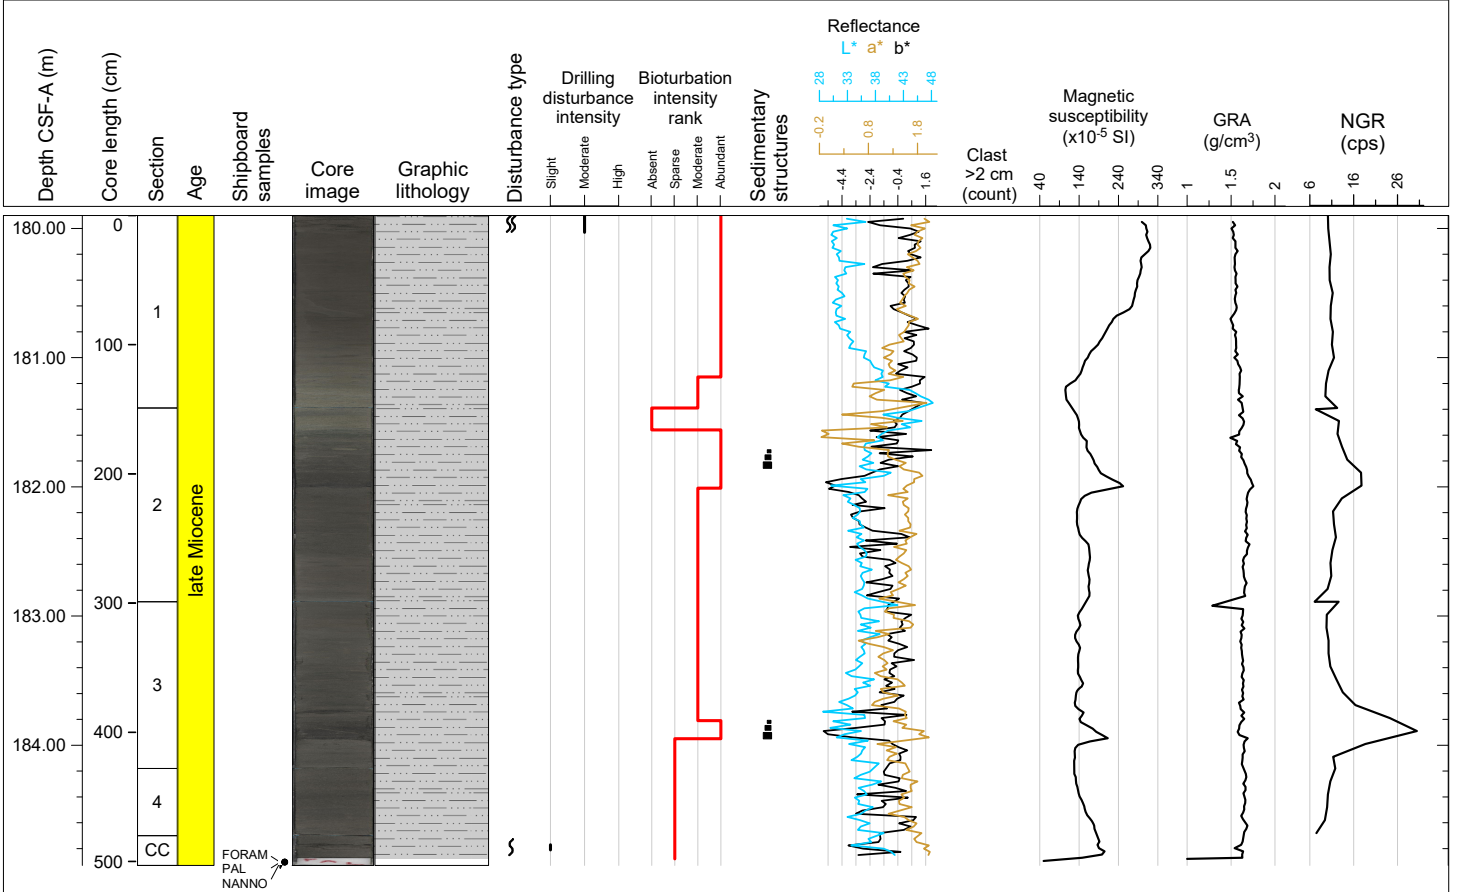 Depth CSF-A (m)
Core length (cm)
Section
Age
Shipboard
samples
Core
image
Graphic
lithology
Disturbance type
Drilling
disturbance
intensity
Slight
Moderate
High
Bioturbation
intensity
rank
Absent
Sparse
Moderate
Abundant
Sedimentary
structures
Reflectance
L* a* b*
28 33 38 43 48
-0.2 0.8 1.8
-4.4 -2.4 -0.4 1.6
Clast
>2 cm
(count)
Magnetic
susceptibility
(x10-5 SI)
40 140 240 340
GRA
(g/cm3)
1 1.5 2
NGR
(cps)
6 16 26
180.00
181.00
182.00
183.00
184.00
0
100
200
300
400
500
1
2
3
4
CC
late Miocene
FORAM
PAL
NANNO